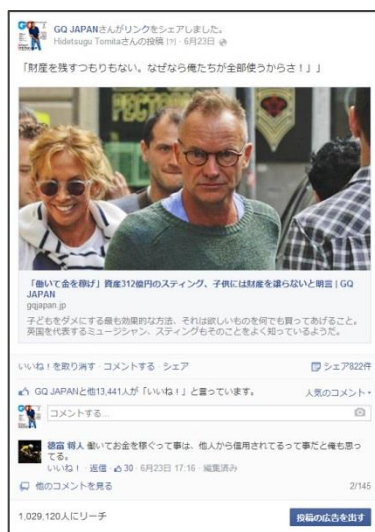 GQ JAPANさんがリンクをシェアしました。
Hidetsugu Tomitaさんの投稿 [?] · 6月23日
「財産を残すつもりもない。なぜなら俺たちが全部使うからさ！」」
「働いて金を稼げ」資産312億円のスティング、子供には財産を譲らないと明言 | GQ
JAPAN
gqjapan.jp
子どもをダメにする最も効果的な方法、それは欲しいものを何でも買ってあげること。
英国を代表するミュージシャン、スティングもそのことをよく知っているようだ。
いいね！を取り消す · コメントする · シェア
シェア822件
GQ JAPANと他13,441人が「いいね！」と言っています。
人気のコメント
コメントする...
徳富 将人 働いてお金を稼ぐって事は、他人から信用されてるって事だと俺も思っ
てる。
いいね！ · 返信 · 30 · 6月23日 17:16 · 編集済み
他のコメントを見る
2/145
1,029,120人にリーチ
投稿の広告を出す